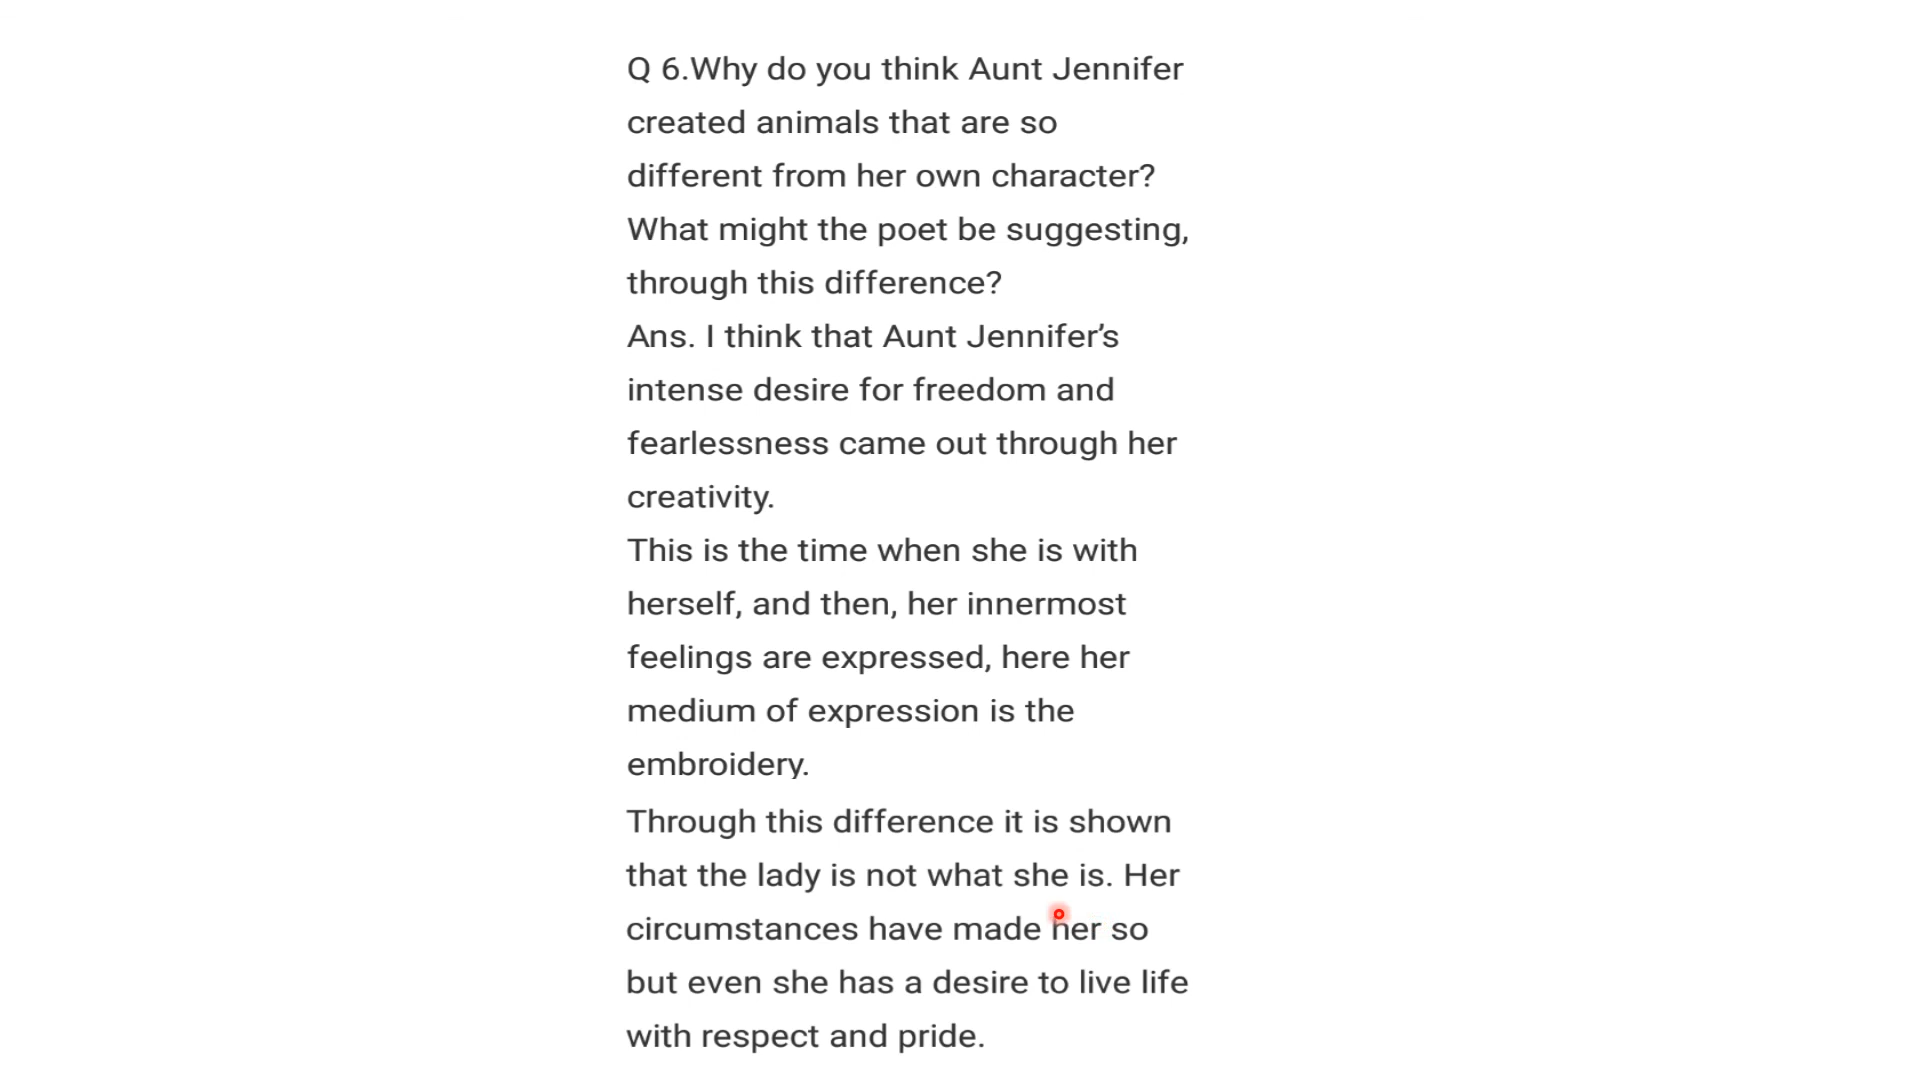 Q 6.Why do you think Aunt Jennifer
created animals that are so
different from her own character?
What might the poet be suggesting,
through this difference?
Ans. I think that Aunt Jennifer’s
intense desire for freedom and
fearlessness came out through her
creativity.
This is the time when she is with
herself, and then, her innermost
feelings are expressed, here her
medium of expression is the
embroidery.
Through this difference it is shown
that the lady is not what she is. Her
circumstances have made her so
but even she has a desire to live life
with respect and pride.